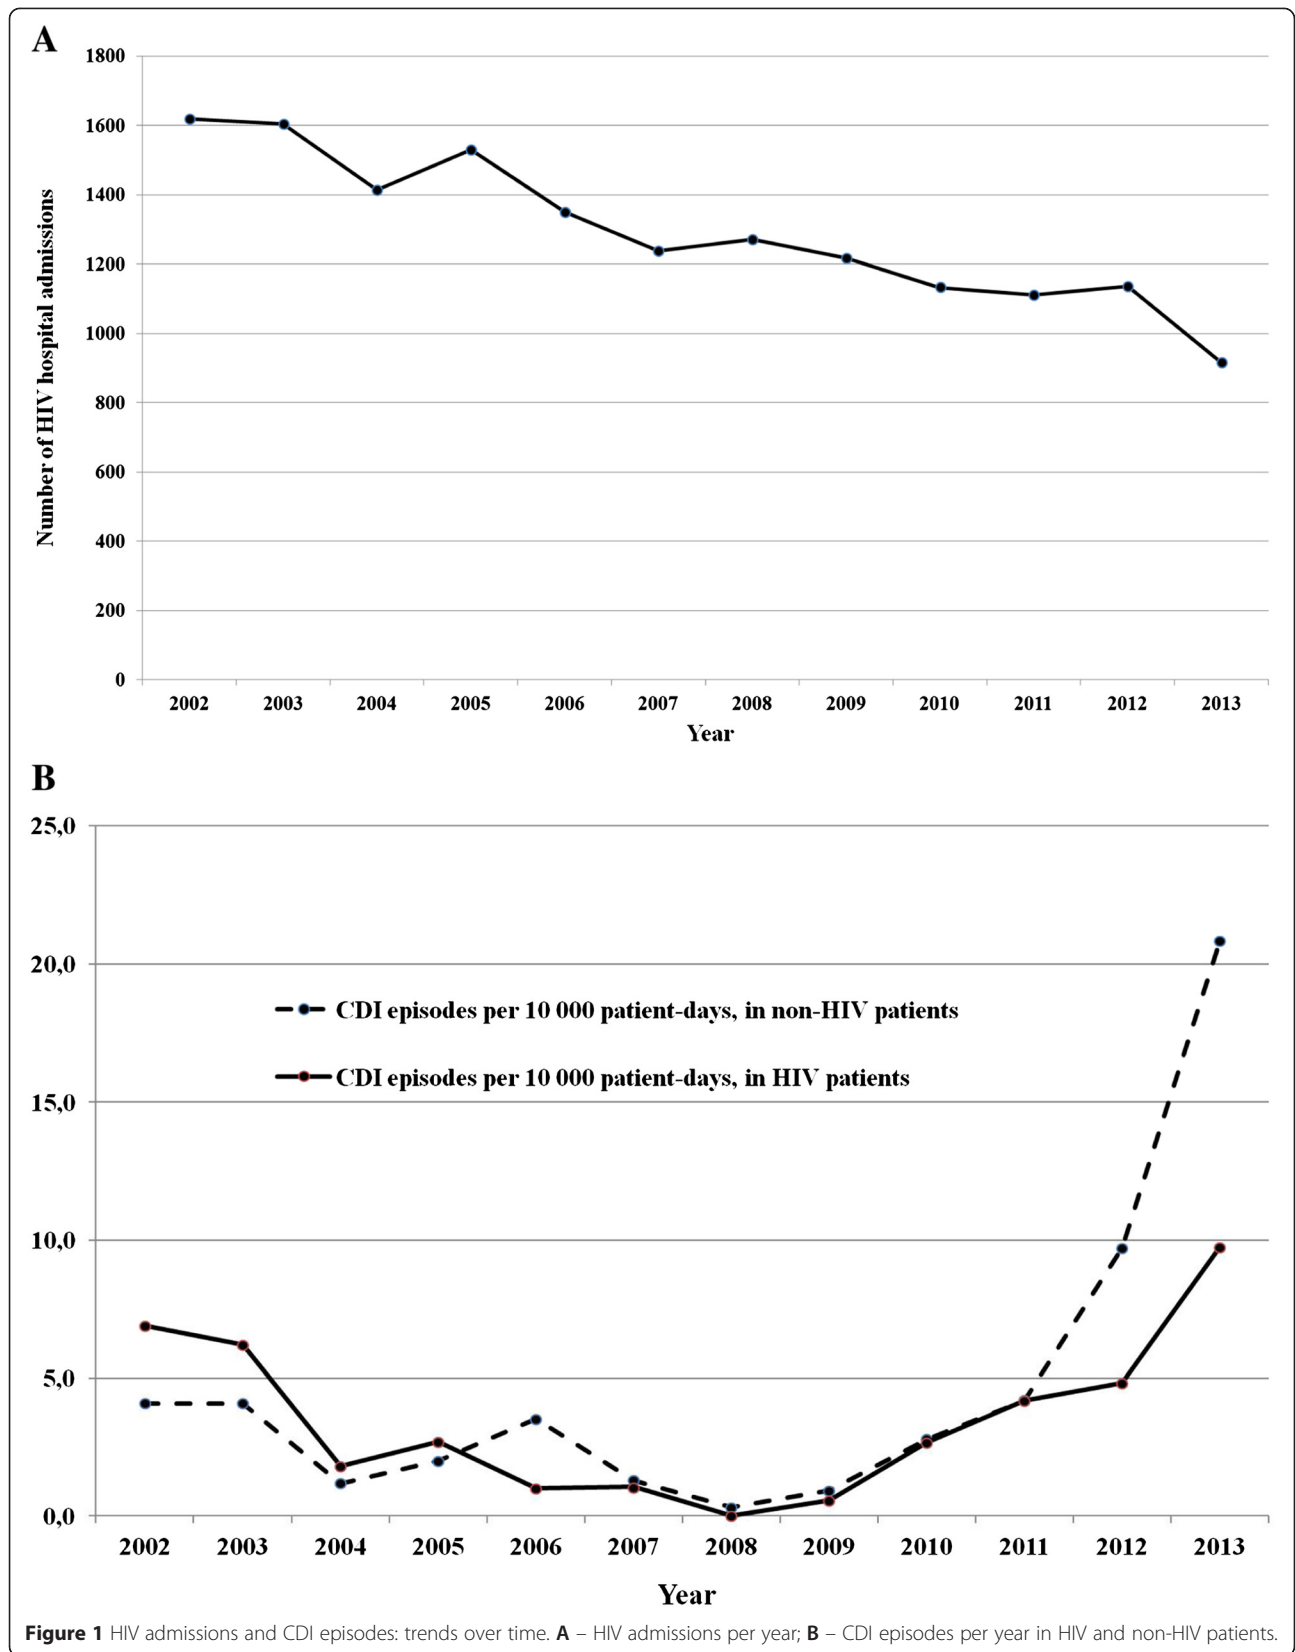 A
1800
1600
1400
1200
1000
800
600
400
200
0
Number of HIV hospital admissions
2002 2003 2004 2005 2006 2007 2008 2009 2010 2011 2012 2013
Year
B
25,0
20,0
15,0
10,0
5,0
0,0
CDI episodes per 10 000 patient-days, in non-HIV patients
CDI episodes per 10 000 patient-days, in HIV patients
2002 2003 2004 2005 2006 2007 2008 2009 2010 2011 2012 2013
Year
Figure 1 HIV admissions and CDI episodes: trends over time. A – HIV admissions per year; B – CDI episodes per year in HIV and non-HIV patients.